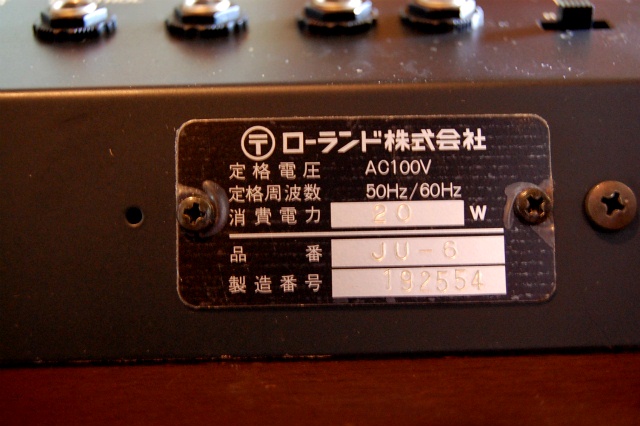 〒 ローランド株式会社
定格電圧 AC100V
定格周波数 50Hz/60Hz
消費電力 20 W
品番 JU-6
製造番号 192554